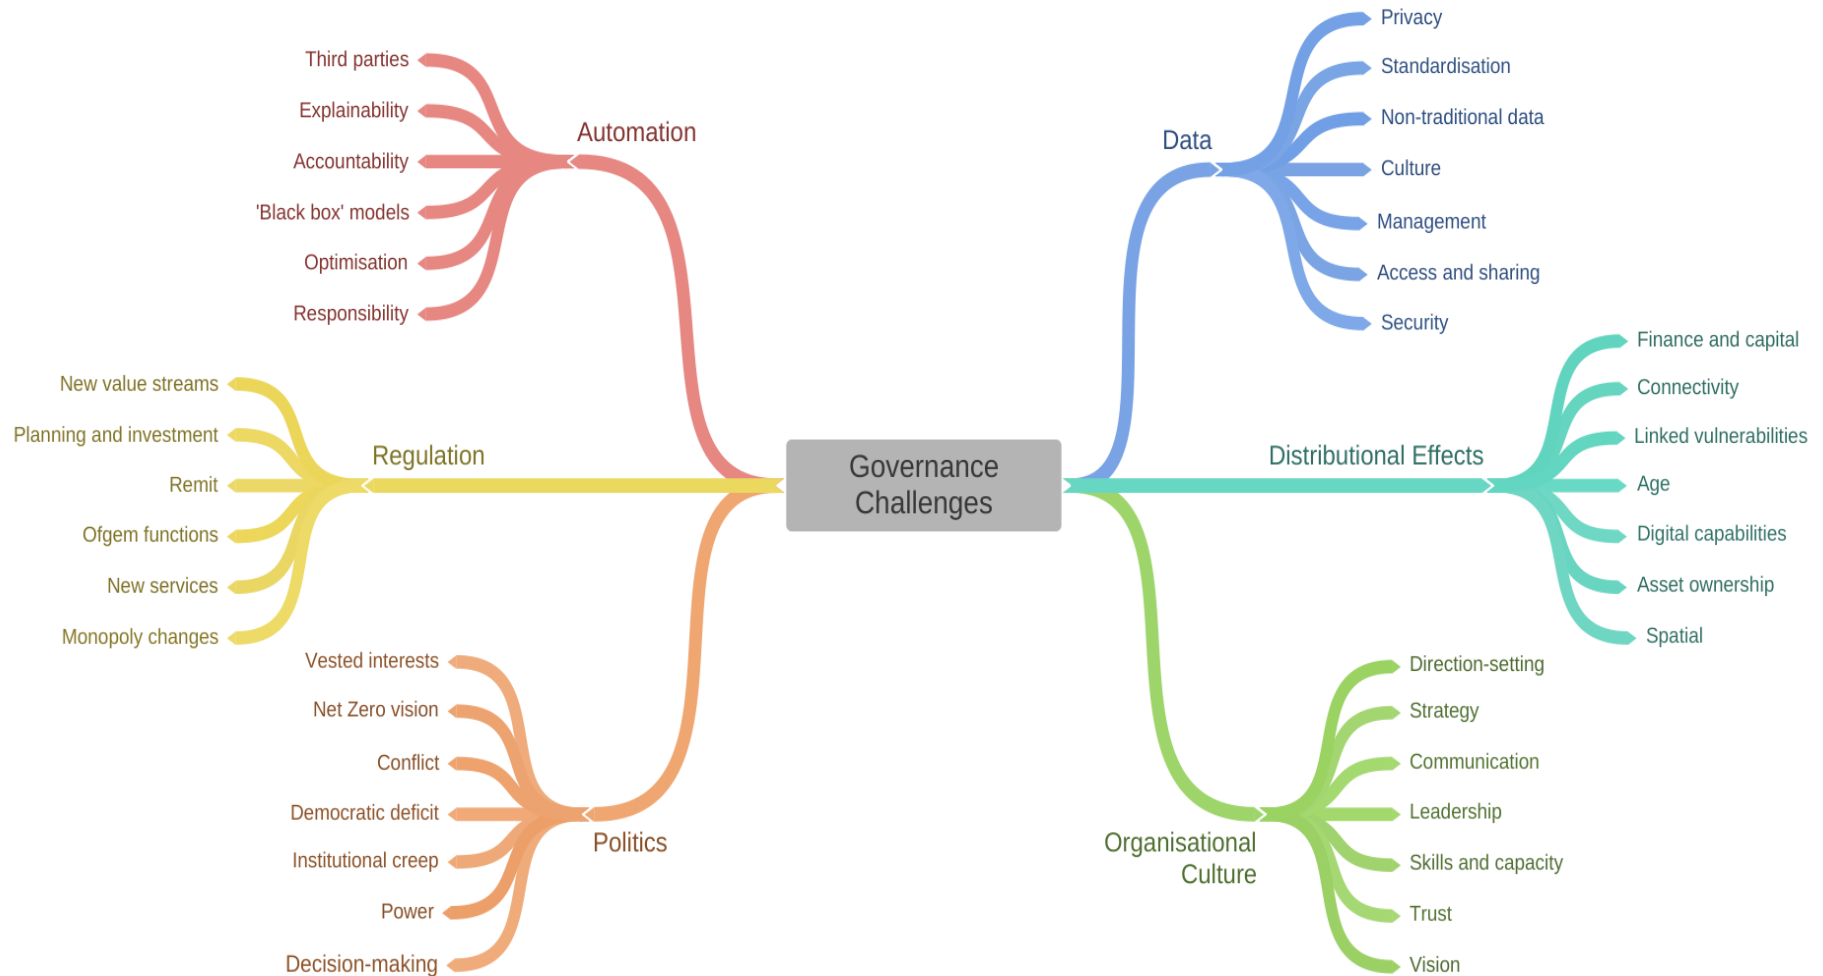 Governance
Challenges
Automation
Third parties
Explainability
Accountability
'Black box' models
Optimisation
Responsibility
Regulation
New value streams
Planning and investment
Remit
Ofgem functions
New services
Monopoly changes
Politics
Vested interests
Net Zero vision
Conflict
Democratic deficit
Institutional creep
Power
Decision-making
Data
Privacy
Standardisation
Non-traditional data
Culture
Management
Access and sharing
Security
Distributional Effects
Finance and capital
Connectivity
Linked vulnerabilities
Age
Digital capabilities
Asset ownership
Spatial
Organisational
Culture
Direction-setting
Strategy
Communication
Leadership
Skills and capacity
Trust
Vision